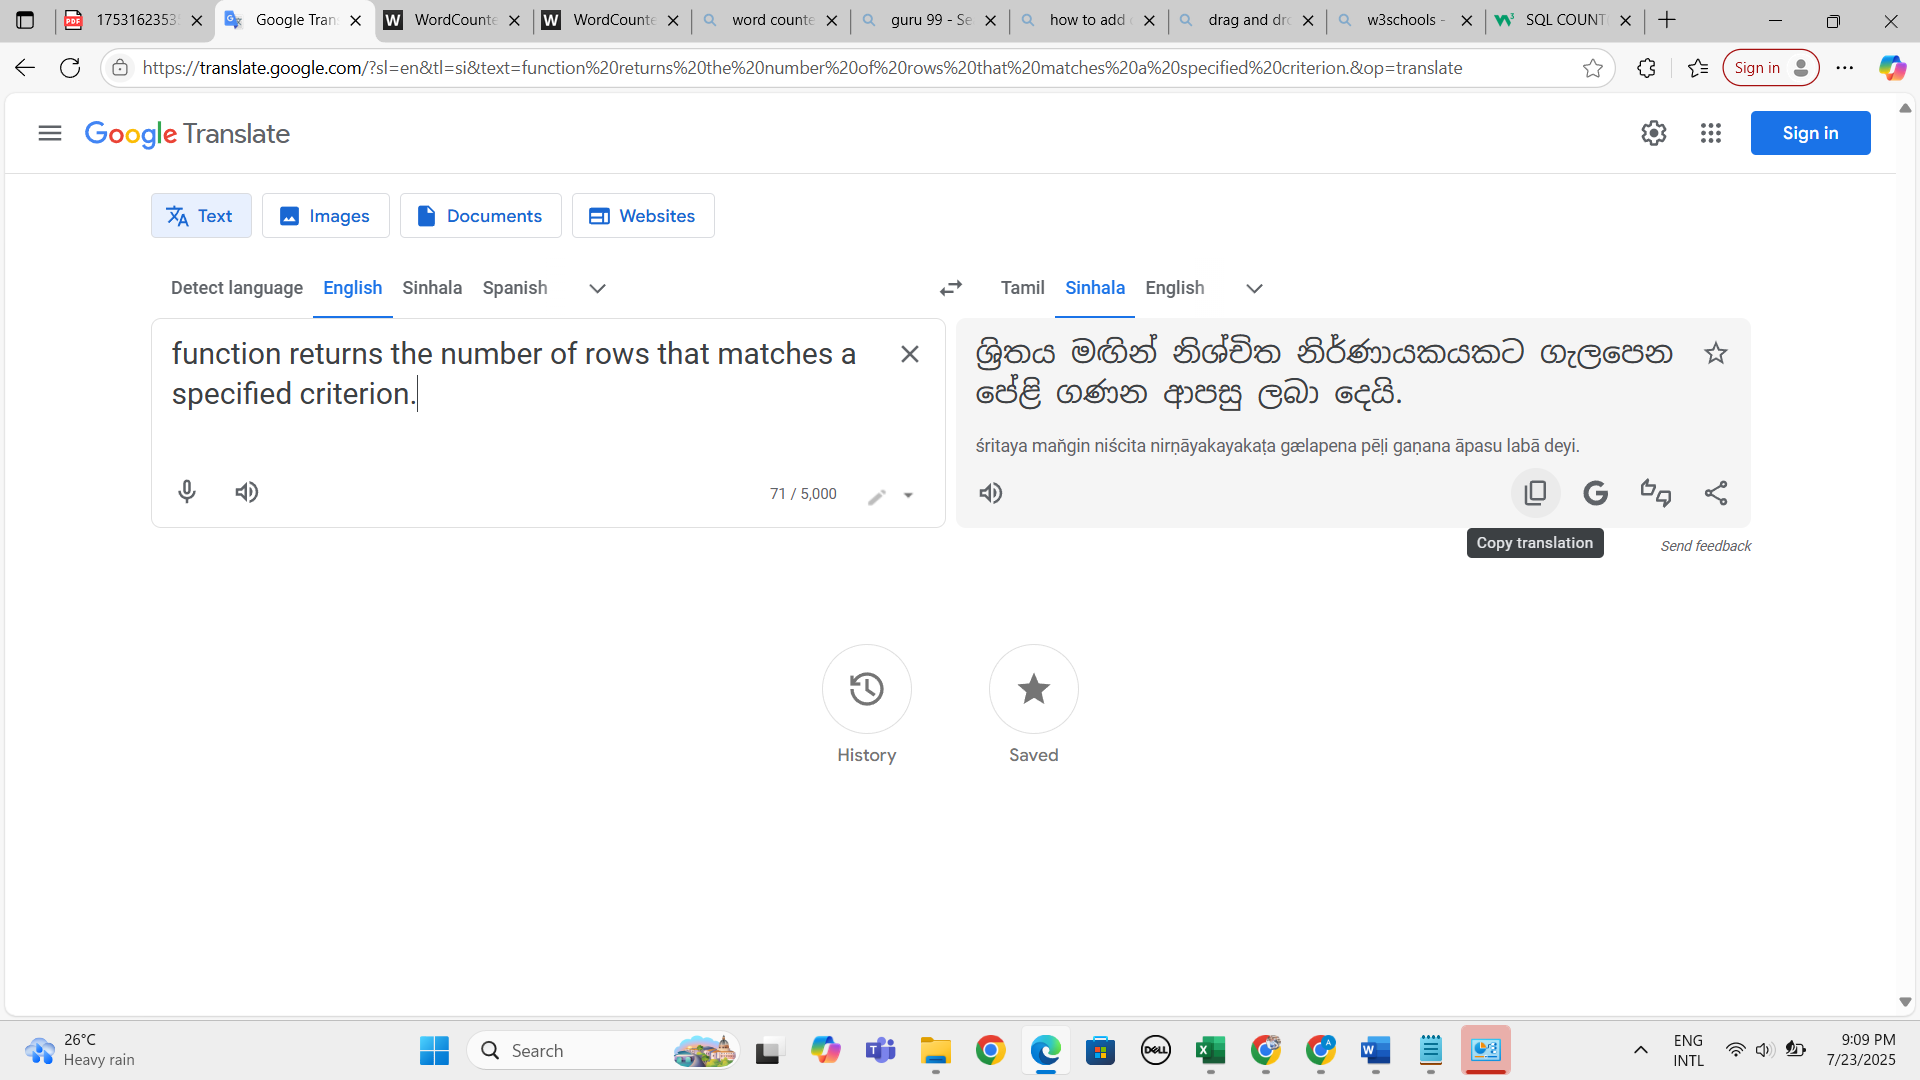 1753162353
Google Tran
WordCounte
WordCounte
word counte
guru 99 - Se
how to add
drag and dro
w3schools -
SQL COUNT
https://translate.google.com/?sl=en&tl=si&text=function%20returns%20the%20number%20of%20rows%20that%20matches%20a%20specified%20criterion.&op=translate
Sign in
Google Translate
Sign in
Text
Images
Documents
Websites
Detect language
English
Sinhala
Spanish
Tamil
Sinhala
English
function returns the number of rows that matches a
specified criterion.
71 / 5,000
ශ්‍රිතය මඟින් නිශ්චිත නිර්ණායකයකට ගැලපෙන
පේළි ගණන ආපසු ලබා දෙයි.
śritaya man̆gin niścita nirṇāyakayakaṭa gælapena pēḷi gaṇana āpasu labā deyi.
Copy translation
Send feedback
History
Saved
26°C
Heavy rain
Search
DELL
ENG
INTL
9:09 PM
7/23/2025